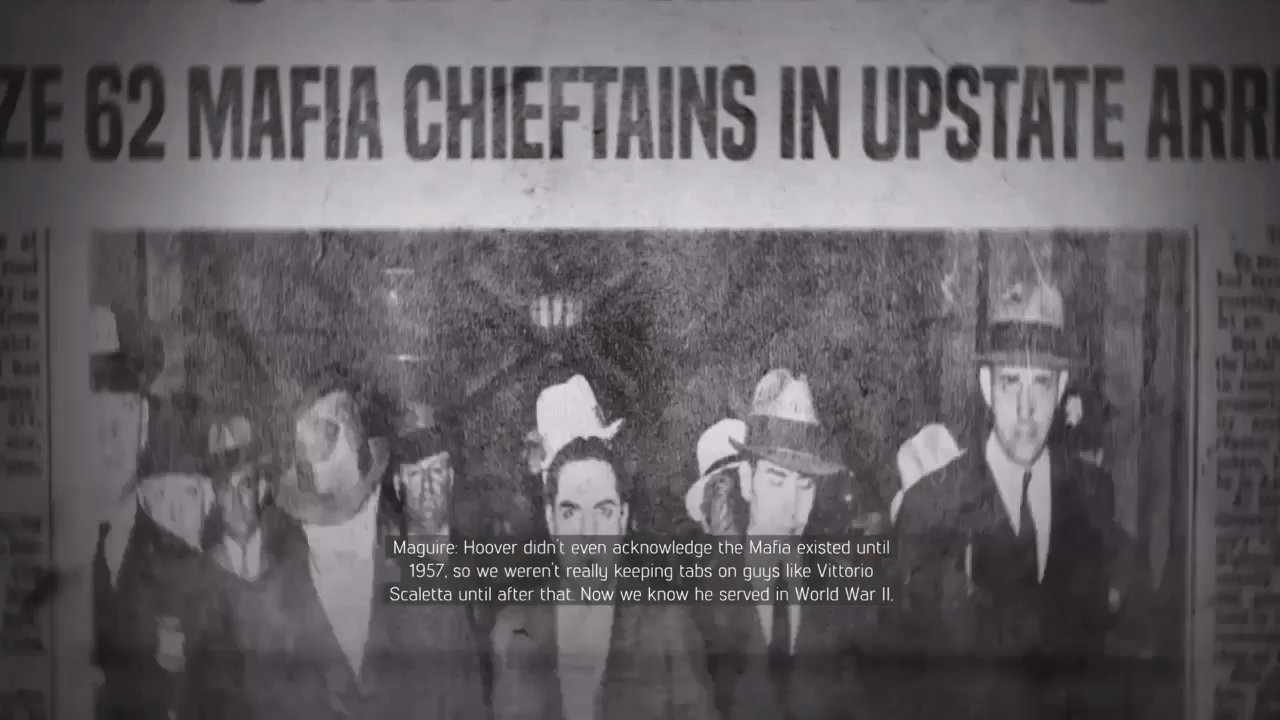 ZE 62 MAFIA CHIEFTAINS IN UPSTATE ARR
Maguire: Hoover didn't even acknowledge the Mafia existed until
1957, so we weren't really keeping tabs on guys like Vittorio
Scaletta until after that. Now we know he served in World War II,